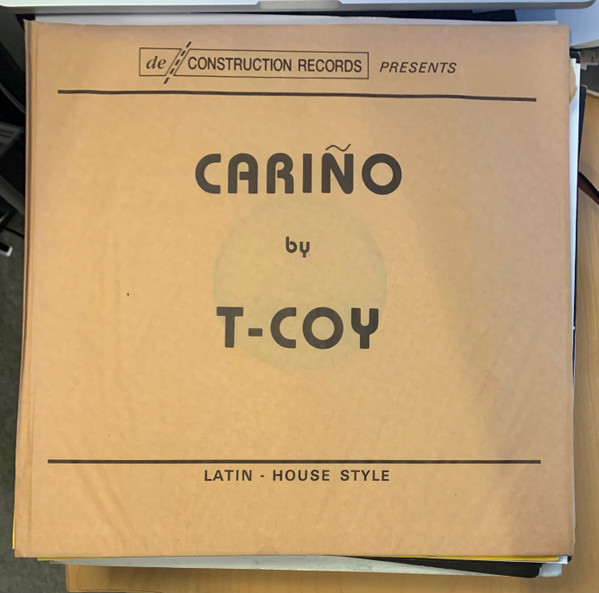 de/CONSTRUCTION RECORDS PRESENTS
CARIÑO
by
T-COY
LATIN - HOUSE STYLE